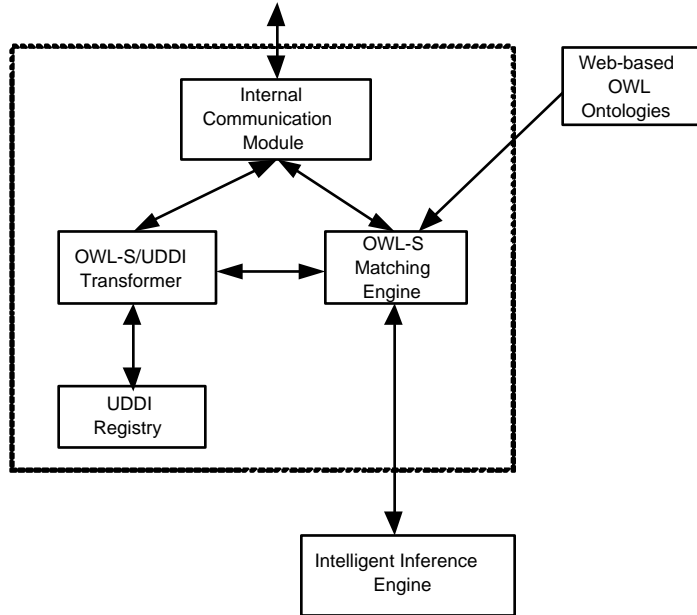 Internal
Communication
Module
Web-based
OWL
Ontologies
OWL-S/UDDI
Transformer
OWL-S
Matching
Engine
UDDI
Registry
Intelligent Inference
Engine